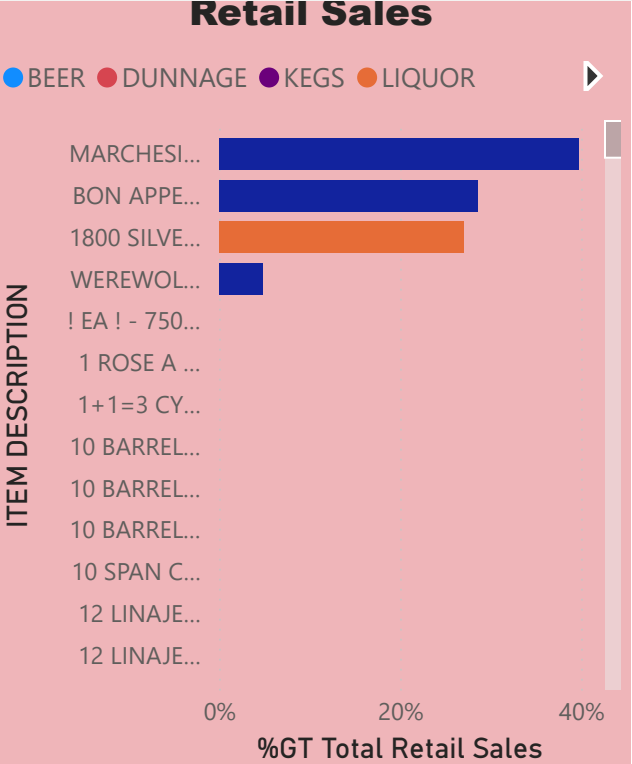 Retail Sales
BEER DUNNAGE KEGS LIQUOR
MARCHESI...
BON APPE...
1800 SILVE...
WEREWOL...
! EA ! - 750...
1 ROSE A ...
1+1=3 CY...
10 BARREL...
10 BARREL...
10 BARREL...
10 SPAN C...
12 LINAJE...
12 LINAJE...
ITEM DESCRIPTION
0% 20% 40%
%GT Total Retail Sales